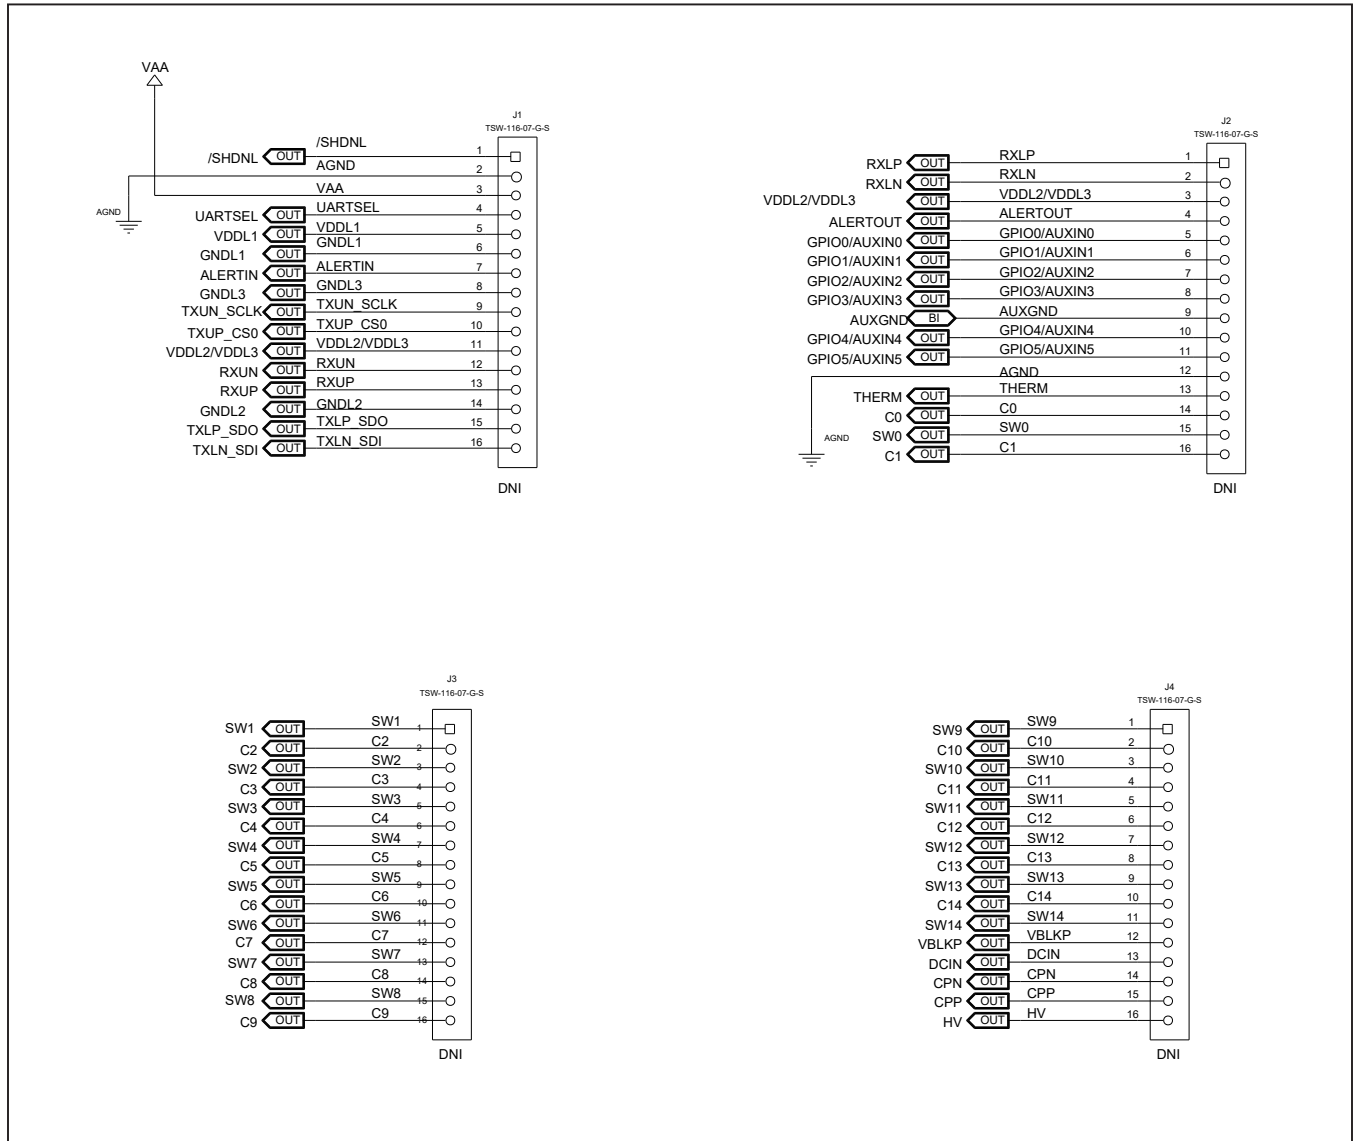 VAA
J1
TSW-116-07-G-S
/SHDNL OUT /SHDNL 1
AGND 2
VAA 3
AGND
UARTSEL OUT UARTSEL 4
VDDL1 OUT VDDL1 5
GNDL1 OUT GNDL1 6
ALERTIN OUT ALERTIN 7
GNDL3 OUT GNDL3 8
TXUN_SCLK OUT TXUN_SCLK 9
TXUP_CS0 OUT TXUP_CS0 10
VDDL2/VDDL3 OUT VDDL2/VDDL3 11
RXUN OUT RXUN 12
RXUP OUT RXUP 13
GNDL2 OUT GNDL2 14
TXLP_SDO OUT TXLP_SDO 15
TXLN_SDI OUT TXLN_SDI 16
DNI
J2
TSW-116-07-G-S
RXLP OUT RXLP 1
RXLN OUT RXLN 2
VDDL2/VDDL3 OUT VDDL2/VDDL3 3
ALERTOUT OUT ALERTOUT 4
GPIO0/AUXIN0 OUT GPIO0/AUXIN0 5
GPIO1/AUXIN1 OUT GPIO1/AUXIN1 6
GPIO2/AUXIN2 OUT GPIO2/AUXIN2 7
GPIO3/AUXIN3 OUT GPIO3/AUXIN3 8
AUXGND BI AUXGND 9
GPIO4/AUXIN4 OUT GPIO4/AUXIN4 10
GPIO5/AUXIN5 OUT GPIO5/AUXIN5 11
AGND 12
THERM OUT THERM 13
C0 OUT C0 14
AGND
SW0 OUT SW0 15
C1 OUT C1 16
DNI
J3
TSW-116-07-G-S
SW1 OUT SW1 1
C2 OUT C2 2
SW2 OUT SW2 3
C3 OUT C3 4
SW3 OUT SW3 5
C4 OUT C4 6
SW4 OUT SW4 7
C5 OUT C5 8
SW5 OUT SW5 9
C6 OUT C6 10
SW6 OUT SW6 11
C7 OUT C7 12
SW7 OUT SW7 13
C8 OUT C8 14
SW8 OUT SW8 15
C9 OUT C9 16
DNI
J4
TSW-116-07-G-S
SW9 OUT SW9 1
C10 OUT C10 2
SW10 OUT SW10 3
C11 OUT C11 4
SW11 OUT SW11 5
C12 OUT C12 6
SW12 OUT SW12 7
C13 OUT C13 8
SW13 OUT SW13 9
C14 OUT C14 10
SW14 OUT SW14 11
VBLKP OUT VBLKP 12
DCIN OUT DCIN 13
CPN OUT CPN 14
CPP OUT CPP 15
HV OUT HV 16
DNI